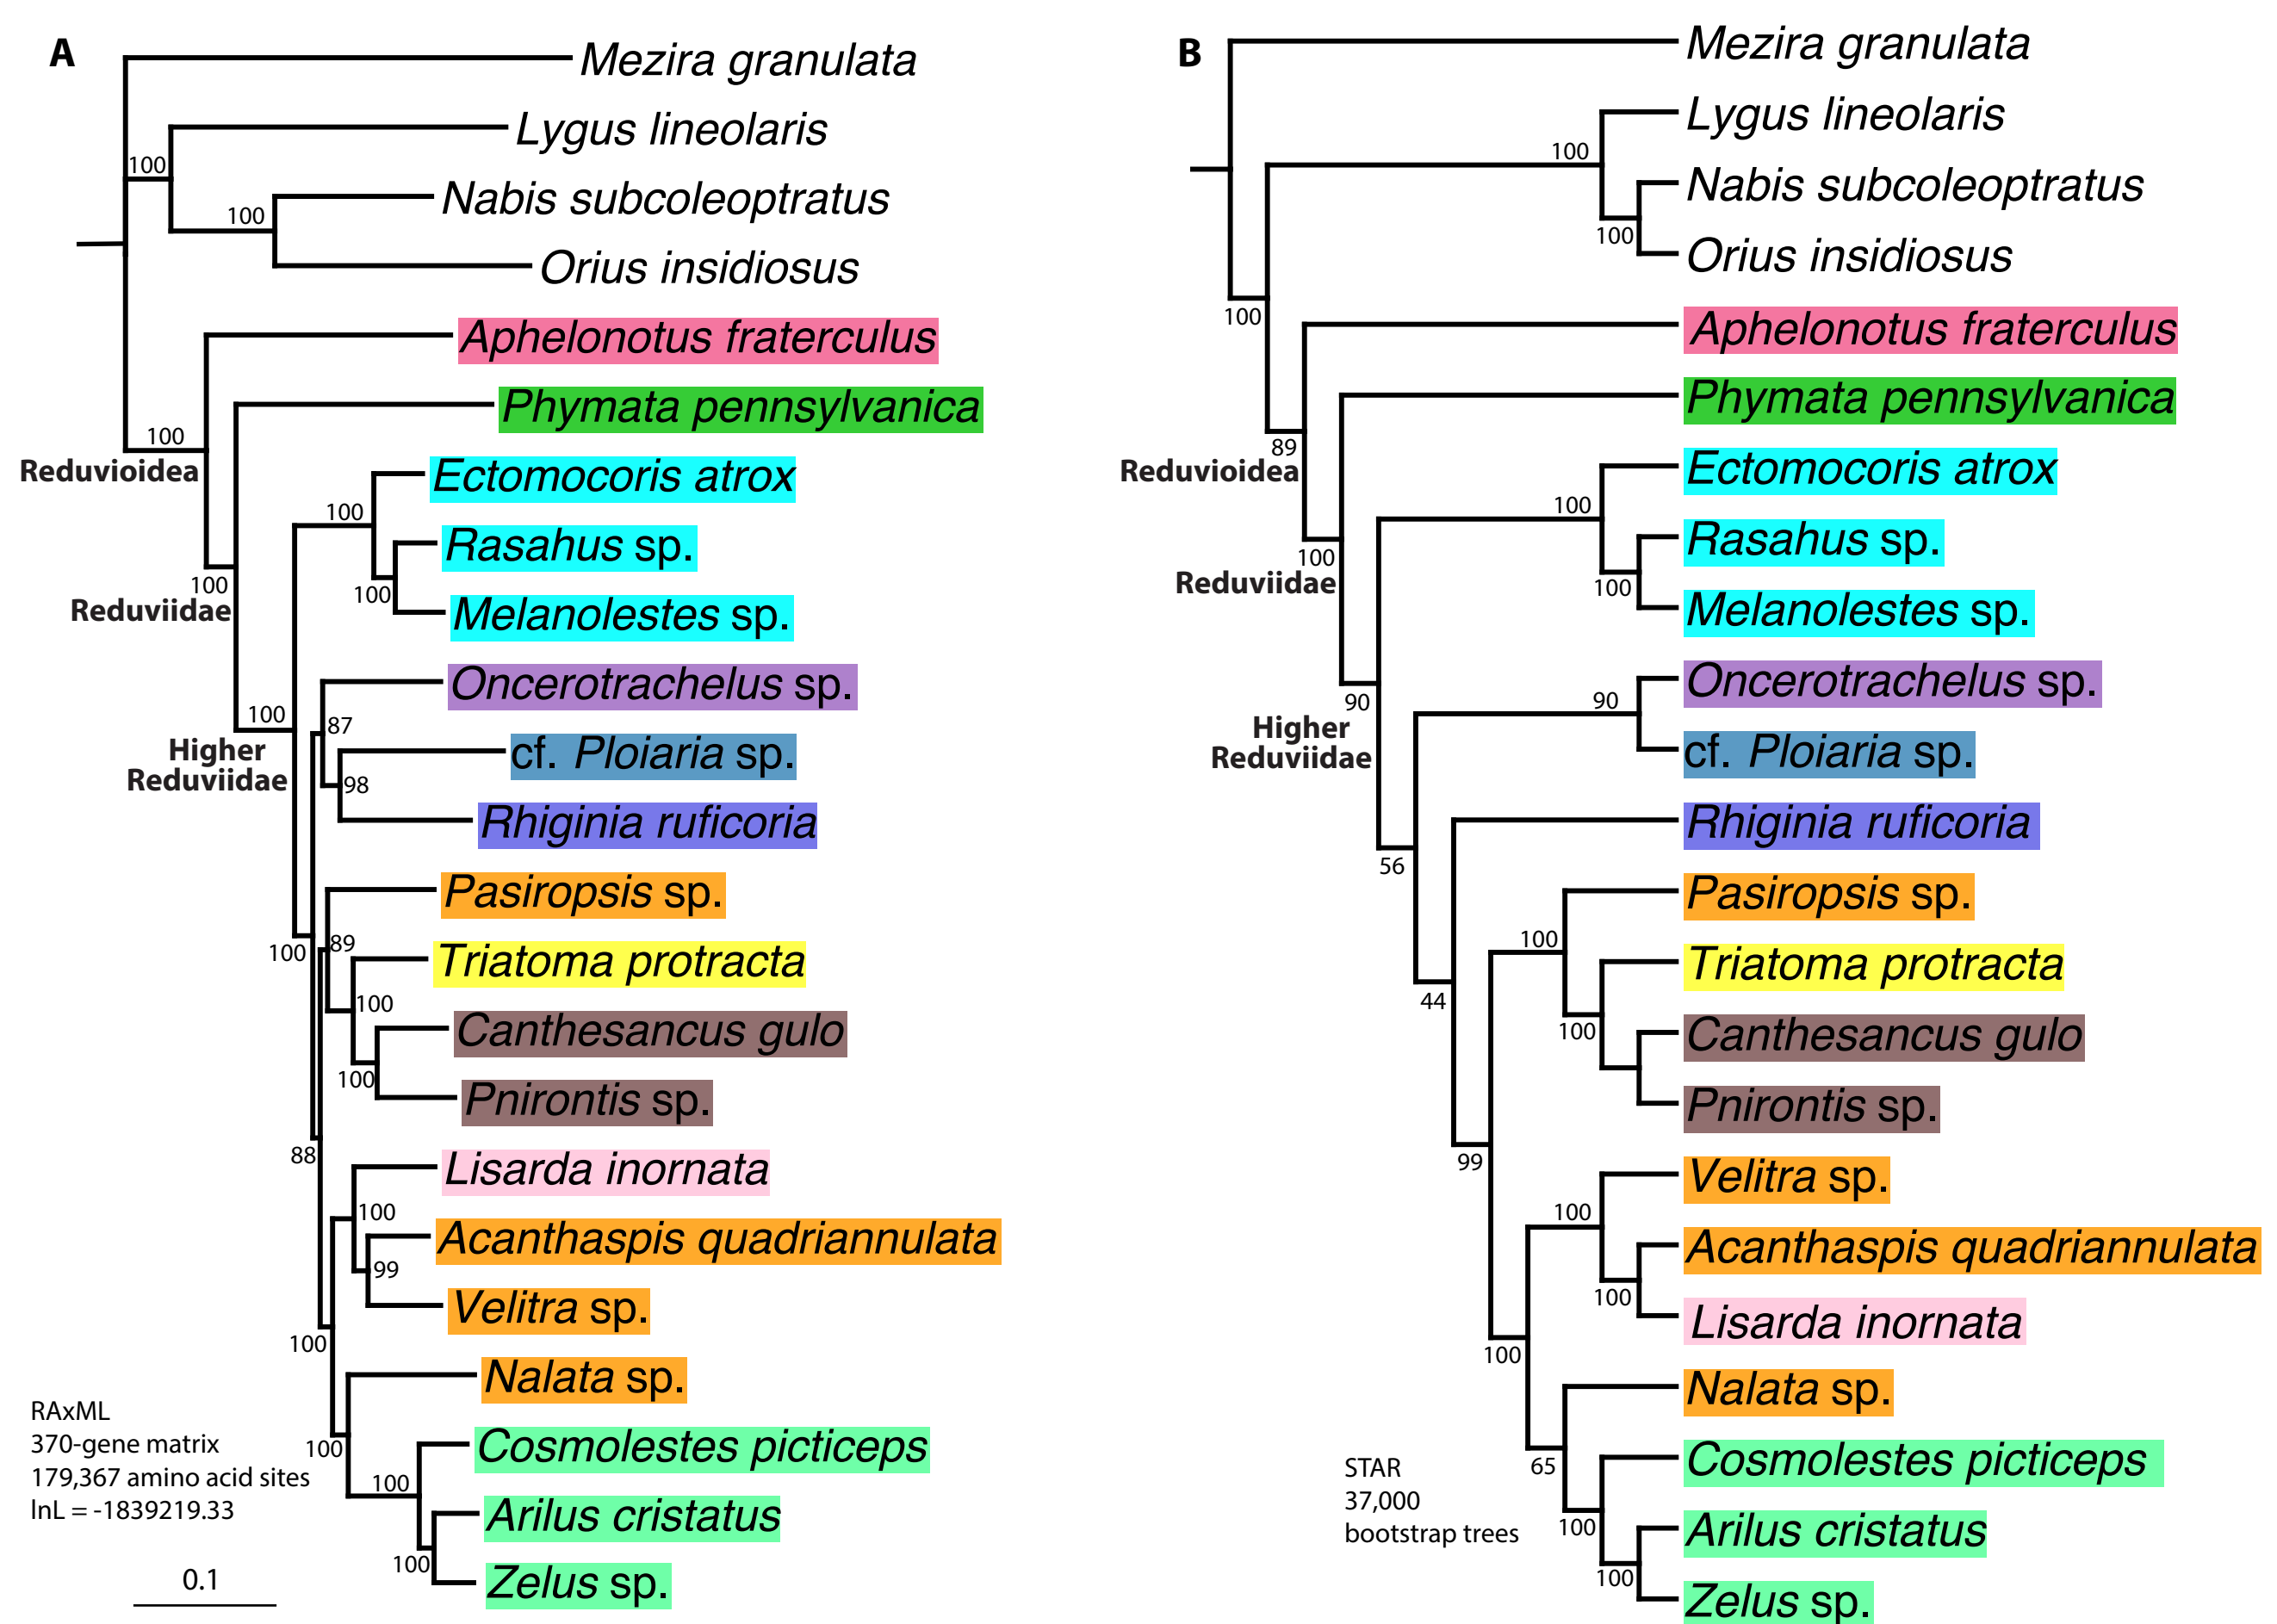 A
Mezira granulata
Lygus lineolaris
100
Nabis subcoleoptratus
100
Orius insidiosus
Aphelonotus fraterculus
Phymata pennsylvanica
100
Reduvioidea
Ectomocoris atrox
100
Rasahus sp.
100
Reduviidae
100
Melanolestes sp.
Oncerotrachelus sp.
100
87
Higher
Reduviidae
cf. Ploiaria sp.
98
Rhiginia ruficoria
Pasiropsis sp.
100
89
Triatoma protracta
100
Canthesancus gulo
100
Pnirontis sp.
88
Lisarda inornata
100
Acanthaspis quadriannulata
99
Velitra sp.
100
Nalata sp.
100
Cosmolestes picticeps
100
Arilus cristatus
100
Zelus sp.
RAxML
370-gene matrix
179,367 amino acid sites
lnL = -1839219.33
0.1
B
Mezira granulata
Lygus lineolaris
100
Nabis subcoleoptratus
100
Orius insidiosus
100
Aphelonotus fraterculus
Phymata pennsylvanica
89
Reduvioidea
Ectomocoris atrox
100
Rasahus sp.
100
Reduviidae
100
Melanolestes sp.
Oncerotrachelus sp.
90
90
Higher
Reduviidae
cf. Ploiaria sp.
Rhiginia ruficoria
56
Pasiropsis sp.
100
Triatoma protracta
44
100
Canthesancus gulo
Pnirontis sp.
99
Velitra sp.
100
Acanthaspis quadriannulata
100
Lisarda inornata
100
Nalata sp.
65
Cosmolestes picticeps
100
Arilus cristatus
100
Zelus sp.
STAR
37,000
bootstrap trees